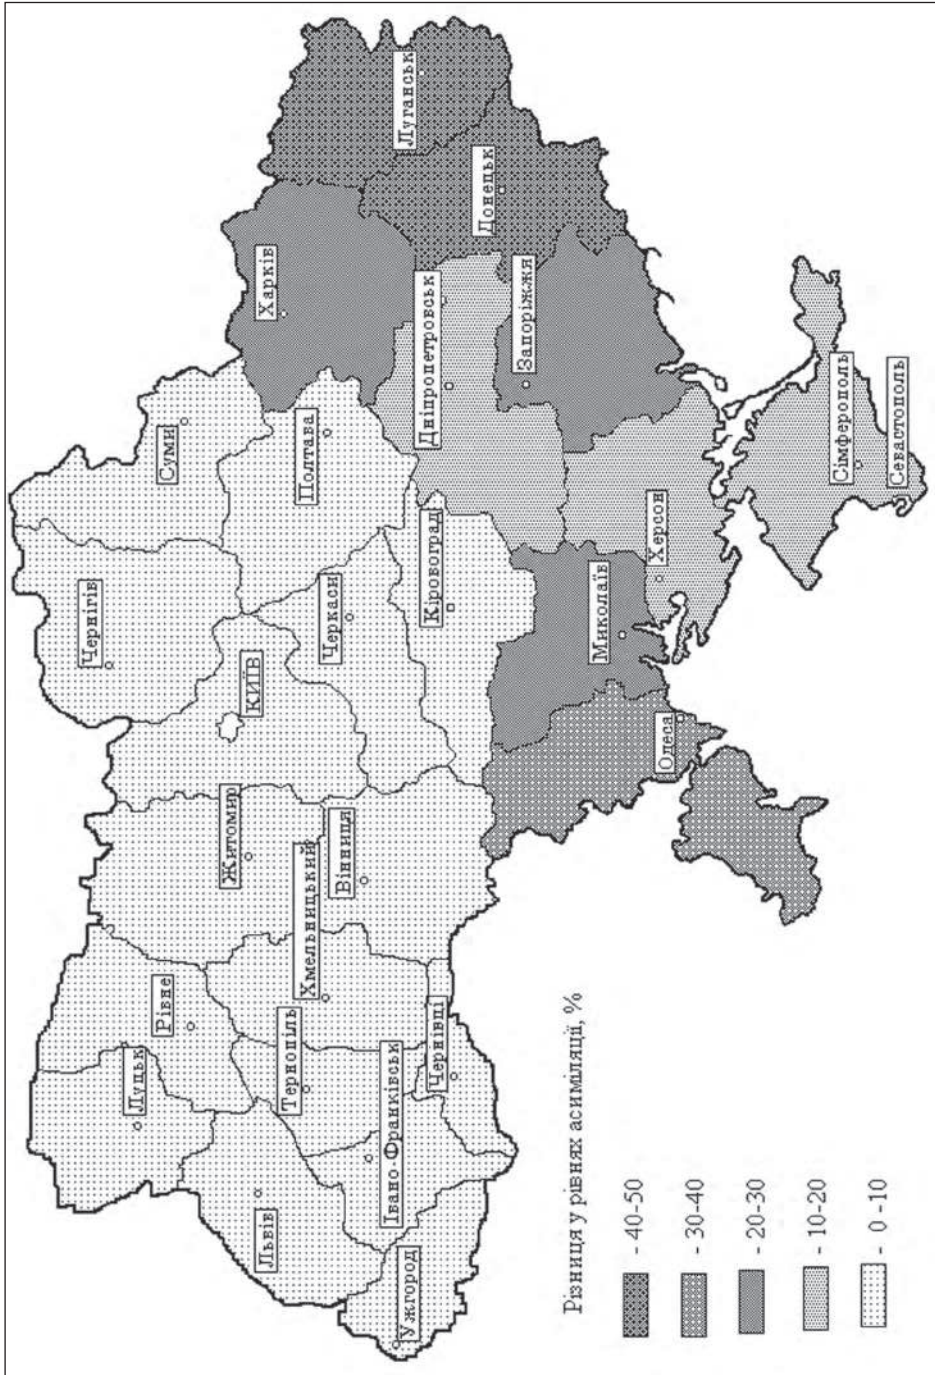 Луцьк
Рівне
Житомир
КИЇВ
Чернігів
Суми
Львів
Тернопіль
Хмельницький
Вінниця
Черкаси
Полтава
Харків
Ужгород
Івано-Франківськ
Чернівці
Кіровоград
Дніпропетровськ
Запоріжжя
Донецьк
Луганськ
Одеса
Миколаїв
Херсон
Сімферополь
Севастополь
Різниця у рівнях асиміляції, %
- 40-50
- 30-40
- 20-30
- 10-20
- 0 -10